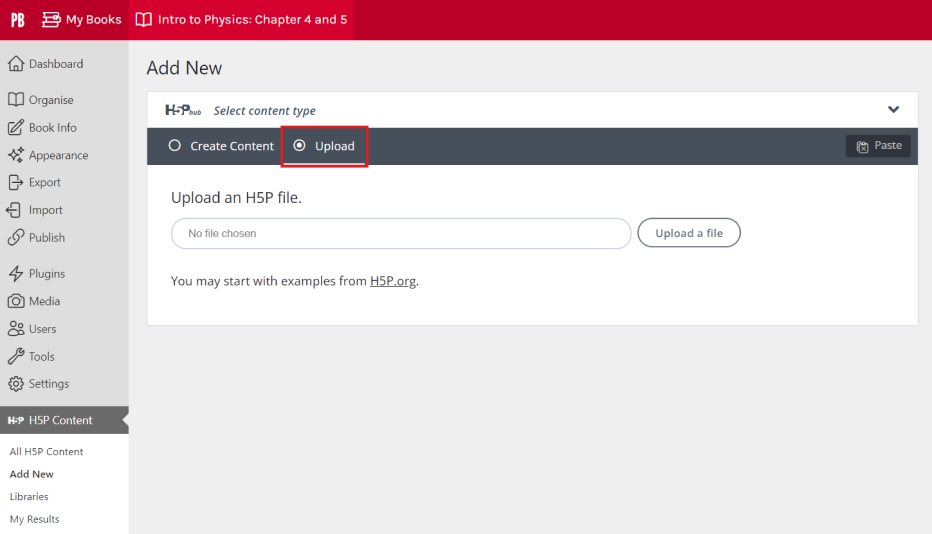 PB My Books Intro to Physics: Chapter 4 and 5
Dashboard
Organise
Book Info
Appearance
Export
Import
Publish
Plugins
Media
Users
Tools
Settings
H5P H5P Content
All H5P Content
Add New
Libraries
My Results
Add New
H5Phub Select content type
Create Content Upload Paste
Upload an H5P file.
No file chosen Upload a file
You may start with examples from H5P.org.